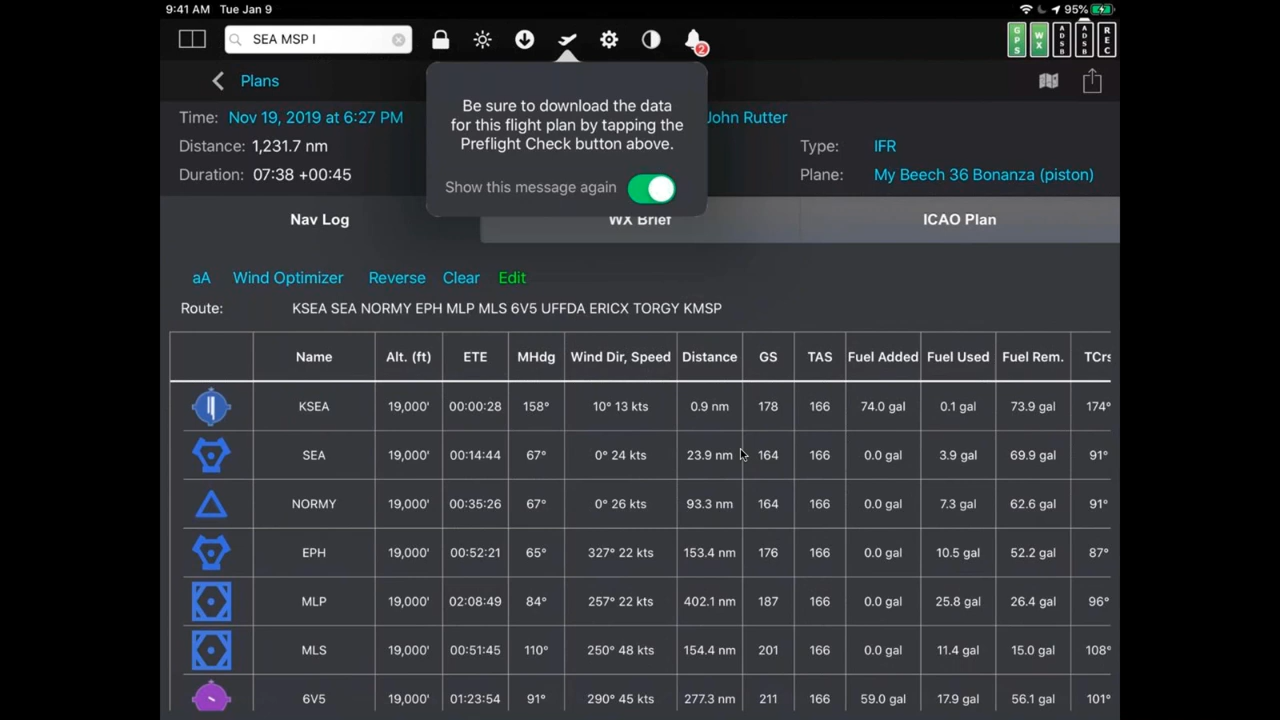 9:41 AM Tue Jan 9
95%
SEA MSP I
2
GPS
WX
ADSB
ADSB
REC
Plans
Be sure to download the data
for this flight plan by tapping the
Preflight Check button above.
Show this message again
Time: Nov 19, 2019 at 6:27 PM
John Rutter
Distance: 1,231.7 nm
Type: IFR
Duration: 07:38 +00:45
Plane: My Beech 36 Bonanza (piston)
Nav Log WX Brief ICAO Plan
aA Wind Optimizer Reverse Clear Edit
Route: KSEA SEA NORMY EPH MLP MLS 6V5 UFFDA ERICX TORGY KMSP
Name Alt. (ft) ETE MHdg Wind Dir, Speed Distance GS TAS Fuel Added Fuel Used Fuel Rem. TCrs
KSEA 19,000' 00:00:28 158° 10° 13 kts 0.9 nm 178 166 74.0 gal 0.1 gal 73.9 gal 174°
SEA 19,000' 00:14:44 67° 0° 24 kts 23.9 nm 164 166 0.0 gal 3.9 gal 69.9 gal 91°
NORMY 19,000' 00:35:26 67° 0° 26 kts 93.3 nm 164 166 0.0 gal 7.3 gal 62.6 gal 91°
EPH 19,000' 00:52:21 65° 327° 22 kts 153.4 nm 176 166 0.0 gal 10.5 gal 52.2 gal 87°
MLP 19,000' 02:08:49 84° 257° 22 kts 402.1 nm 187 166 0.0 gal 25.8 gal 26.4 gal 96°
MLS 19,000' 00:51:45 110° 250° 48 kts 154.4 nm 201 166 0.0 gal 11.4 gal 15.0 gal 108°
6V5 19,000' 01:23:54 91° 290° 45 kts 277.3 nm 211 166 59.0 gal 17.9 gal 56.1 gal 101°